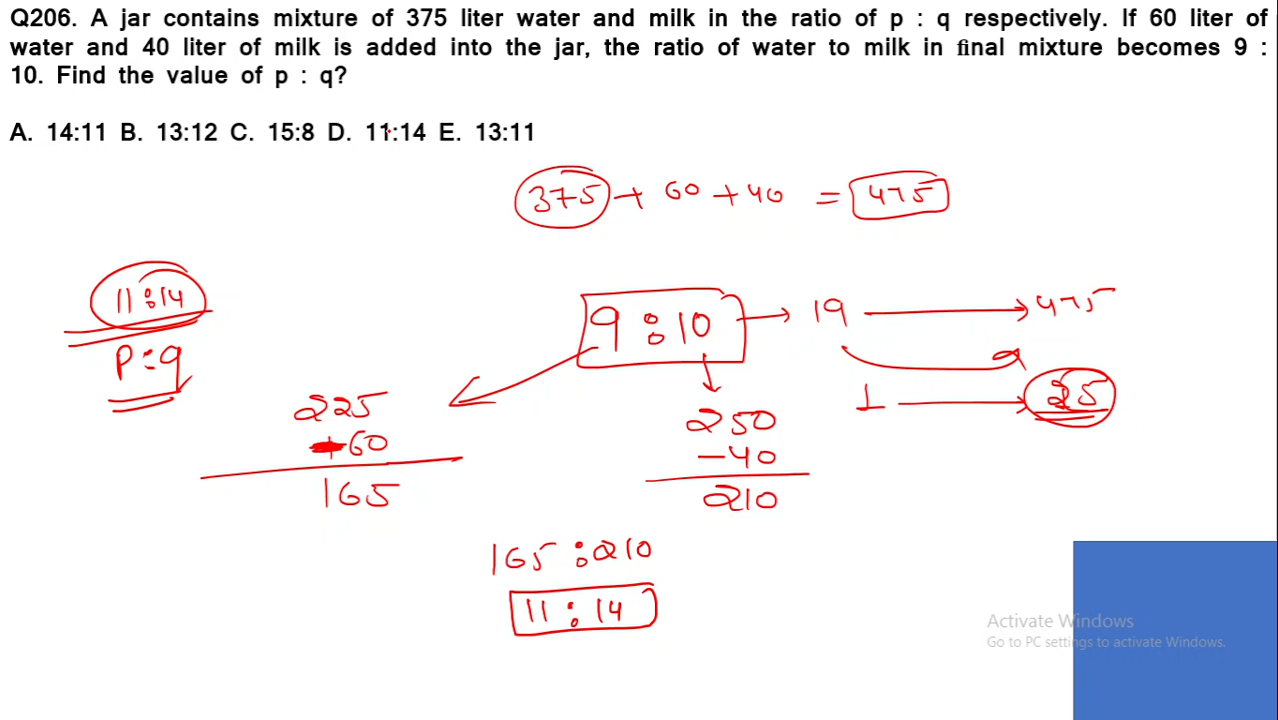 Q206. A jar contains mixture of 375 liter water and milk in the ratio of p : q respectively. If 60 liter of
water and 40 liter of milk is added into the jar, the ratio of water to milk in final mixture becomes 9 :
10. Find the value of p : q?
A. 14:11 B. 13:12 C. 15:8 D. 11:14 E. 13:11
375 + 60 + 40 = 475
11:14
P:q
9:10 → 19 → 475
1 → 25
225
60
165
250
-40
210
165:210
11:14
Activate Windows
Go to PC settings to activate Windows.